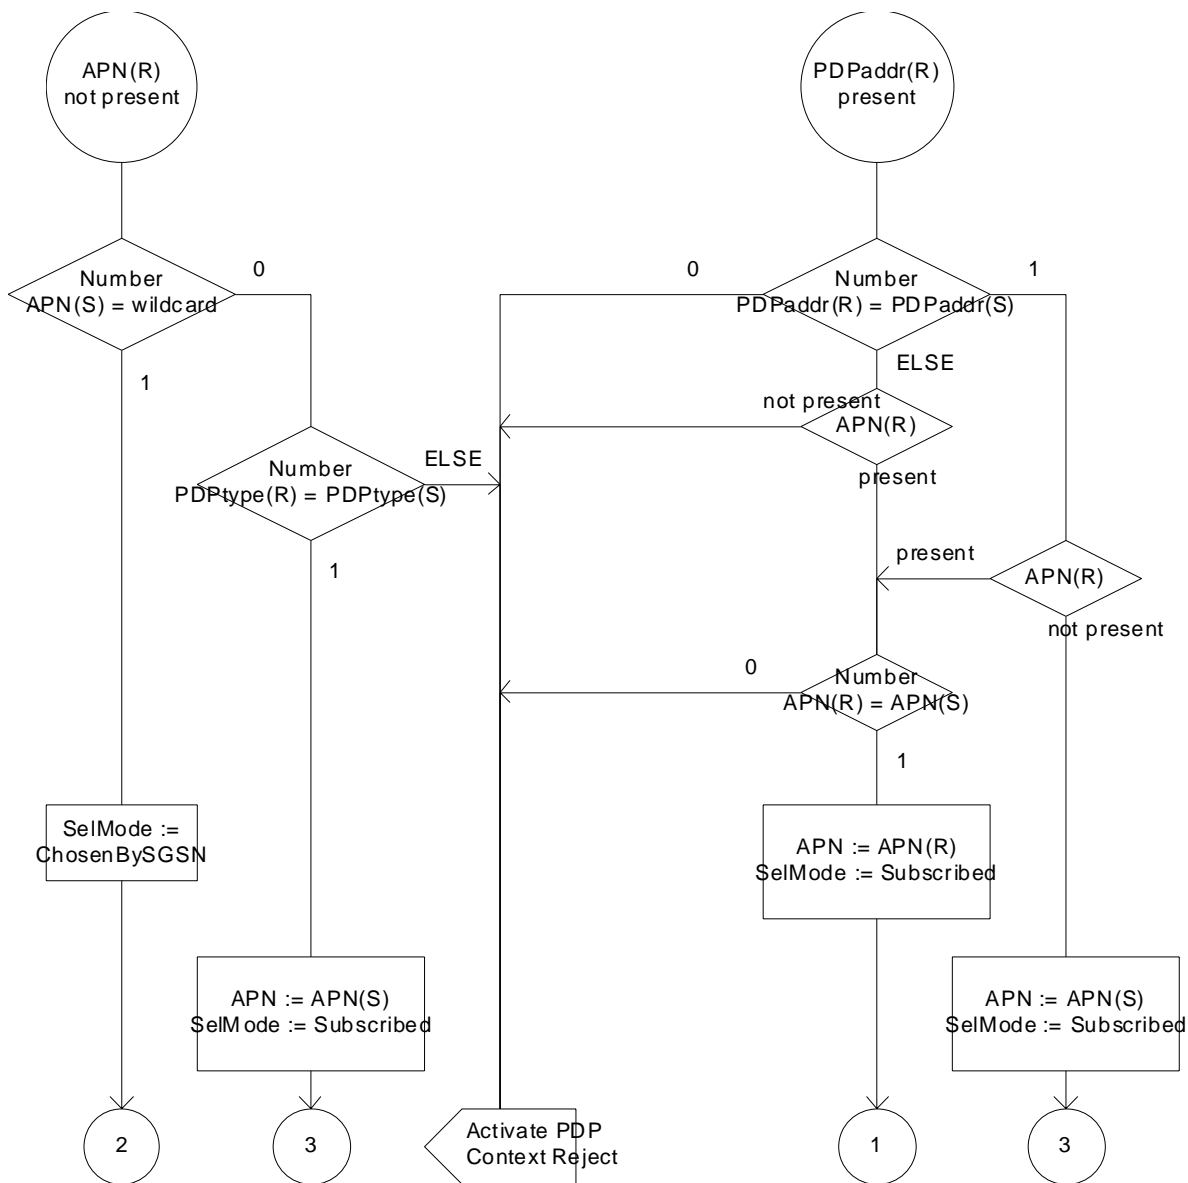 APN(R)
not present
PDPaddr(R)
present
Number
APN(S) = wildcard
0
1
0
Number
PDPaddr(R) = PDPaddr(S)
1
ELSE
not present
APN(R)
present
Number
PDPtype(R) = PDPtype(S)
ELSE
1
present
APN(R)
not present
0
Number
APN(R) = APN(S)
1
SelMode :=
ChosenBySGSN
APN := APN(R)
SelMode := Subscribed
APN := APN(S)
SelMode := Subscribed
APN := APN(S)
SelMode := Subscribed
2
3
Activate PDP
Context Reject
1
3